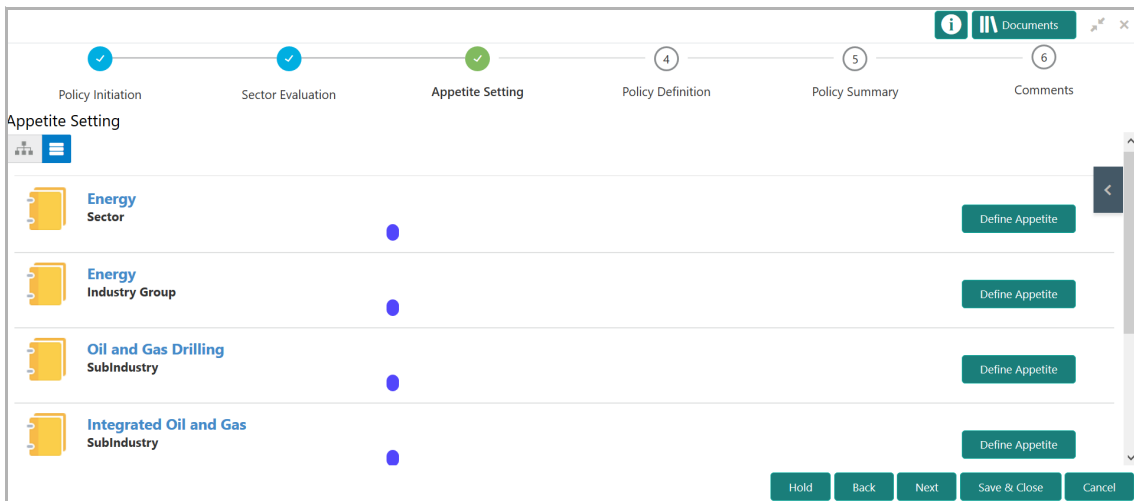 Documents
4
5
6
Policy Initiation
Sector Evaluation
Appetite Setting
Policy Definition
Policy Summary
Comments
Appetite Setting
Energy
Sector
Define Appetite
Energy
Industry Group
Define Appetite
Oil and Gas Drilling
SubIndustry
Define Appetite
Integrated Oil and Gas
SubIndustry
Define Appetite
Hold
Back
Next
Save & Close
Cancel